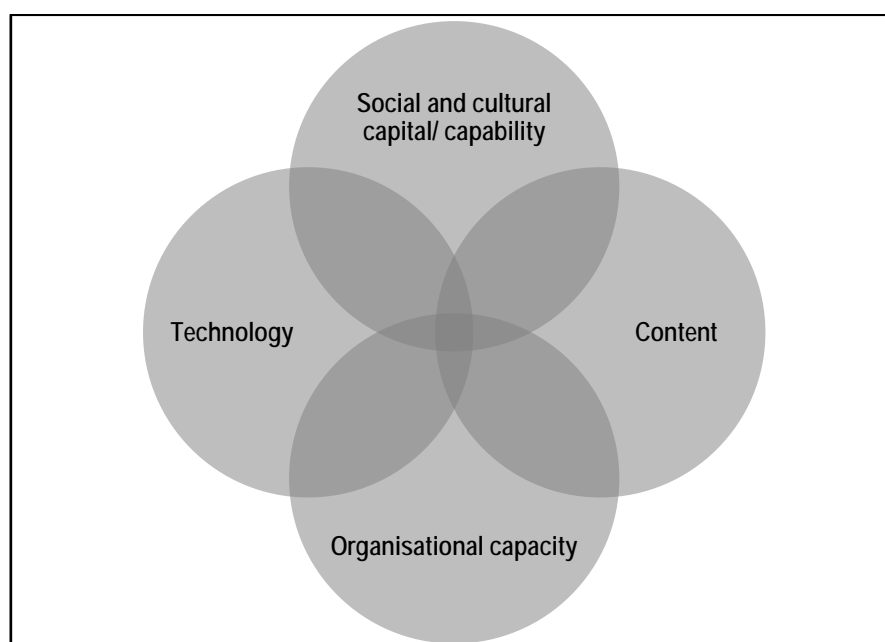 Social and cultural
capital/ capability
Technology
Content
Organisational capacity